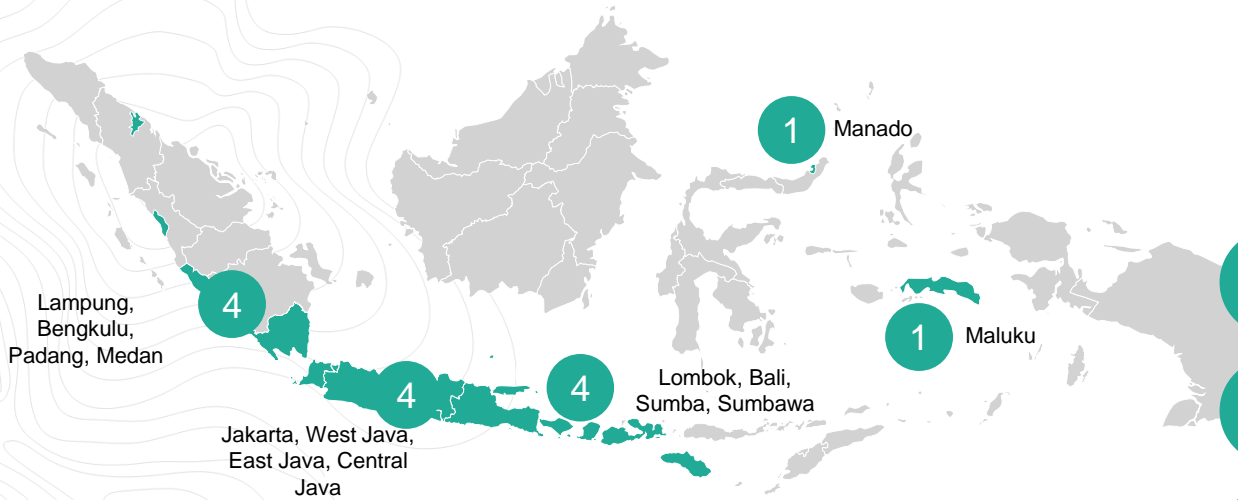 1
Manado
4
Lampung,
Bengkulu,
Padang, Medan
1
Maluku
4
4
Lombok, Bali,
Sumba, Sumbawa
Jakarta, West Java,
East Java, Central
Java